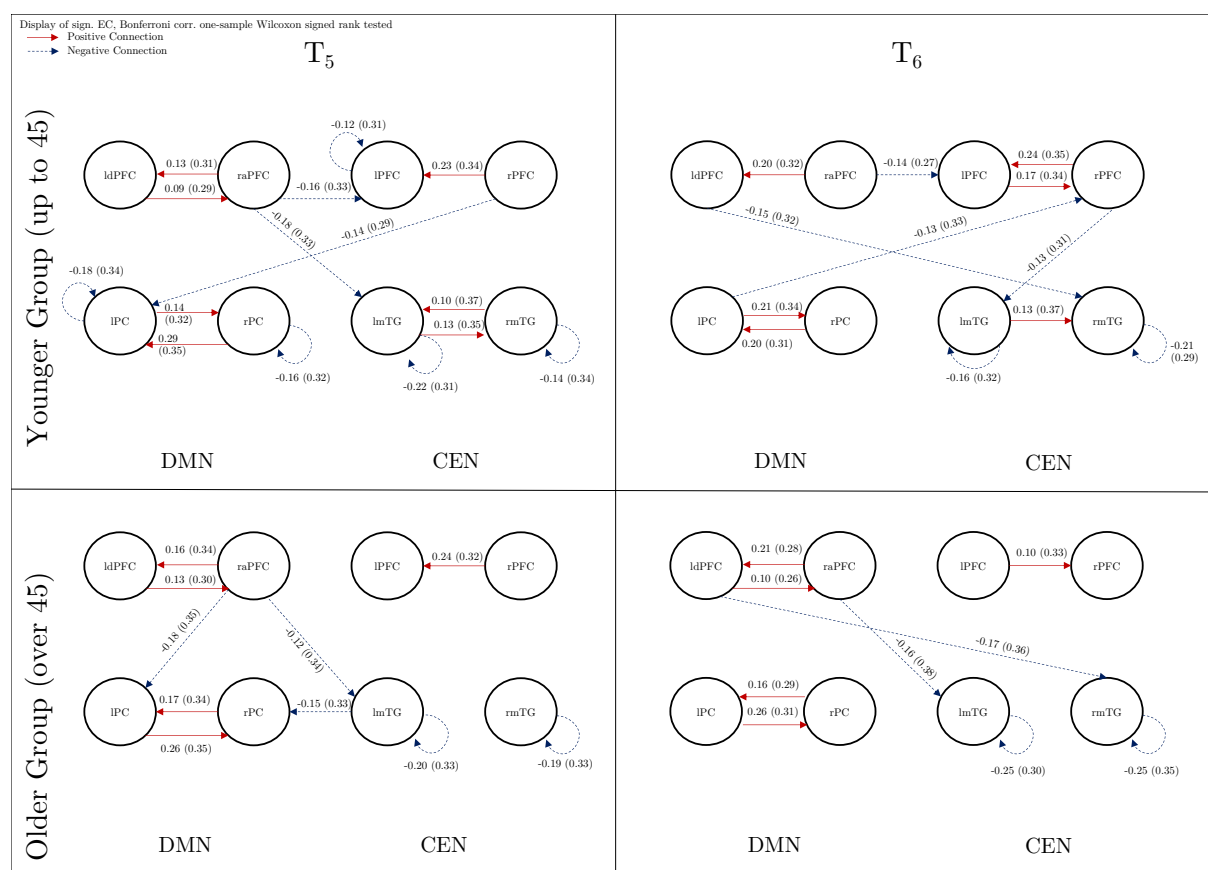 Display of sign. EC, Bonferroni corr. one-sample Wilcoxon signed rank tested
Positive Connection
Negative Connection
T5
T6
Younger Group (up to 45)
-0.12 (0.31)
0.13 (0.31)
0.23 (0.34)
ldPFC
raPFC
lPFC
rPFC
0.09 (0.29)
-0.16 (0.33)
-0.18 (0.33)
-0.14 (0.29)
-0.18 (0.34)
0.14
(0.32)
0.10 (0.37)
lPC
rPC
lmTG
rmTG
0.29
(0.35)
0.13 (0.35)
-0.16 (0.32)
-0.22 (0.31)
-0.14 (0.34)
DMN
CEN
0.20 (0.32)
-0.14 (0.27)
0.24 (0.35)
ldPFC
raPFC
lPFC
rPFC
0.17 (0.34)
-0.15 (0.32)
-0.13 (0.33)
-0.13 (0.31)
0.21 (0.34)
0.13 (0.37)
lPC
rPC
lmTG
rmTG
0.20 (0.31)
-0.16 (0.32)
-0.21
(0.29)
DMN
CEN
Older Group (over 45)
0.16 (0.34)
0.24 (0.32)
ldPFC
raPFC
lPFC
rPFC
0.13 (0.30)
-0.18 (0.35)
-0.12 (0.34)
0.17 (0.34)
-0.15 (0.33)
lPC
rPC
lmTG
rmTG
0.26 (0.35)
-0.20 (0.33)
-0.19 (0.33)
DMN
CEN
0.21 (0.28)
0.10 (0.33)
ldPFC
raPFC
lPFC
rPFC
0.10 (0.26)
-0.16 (0.38)
-0.17 (0.36)
0.16 (0.29)
lPC
rPC
lmTG
rmTG
0.26 (0.31)
-0.25 (0.30)
-0.25 (0.35)
DMN
CEN